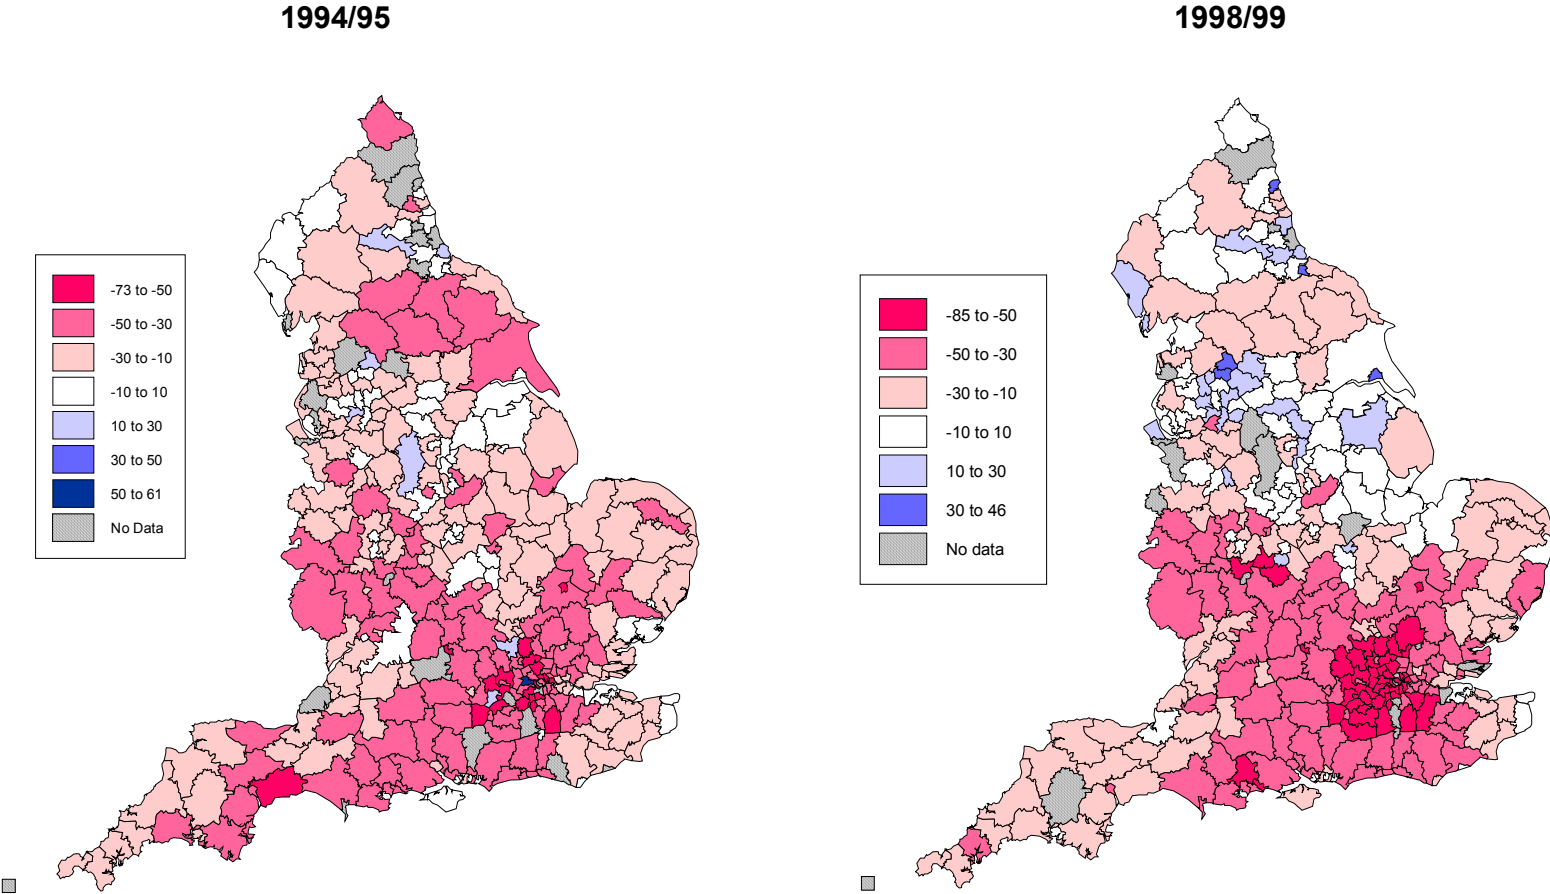 1994/95
1998/99
-73 to -50
-50 to -30
-30 to -10
-10 to 10
10 to 30
30 to 50
50 to 61
No Data
-85 to -50
-50 to -30
-30 to -10
-10 to 10
10 to 30
30 to 46
No data